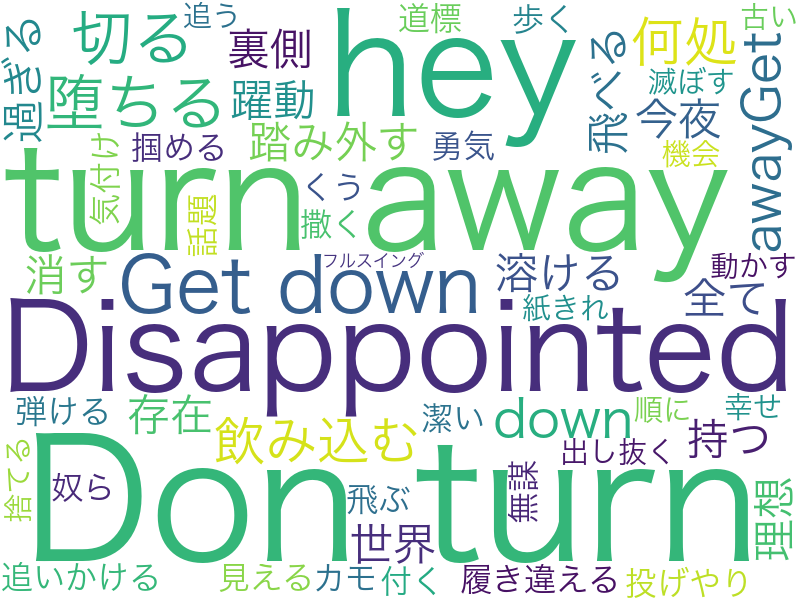 追う
道標
歩く
古い
過ぎる
切る
裏側
hey
飛べる
何処
堕ちる
躍動
滅ぼす
今夜
気付け
掴める
踏み外す
勇気
機会
awayGet
turn away
くう
話題
撒く
消す
Get down
フルスイング
溶ける
動かす
紙きれ
全て
Disappointed
弾ける
存在
飲み込む
潔い
down
順に
幸せ
捨てる
奴ら
Don turn
出し抜く
持つ
飛ぶ
無謀
世界
理想
追いかける
見える
カモ
付く
履き違える
投げやり